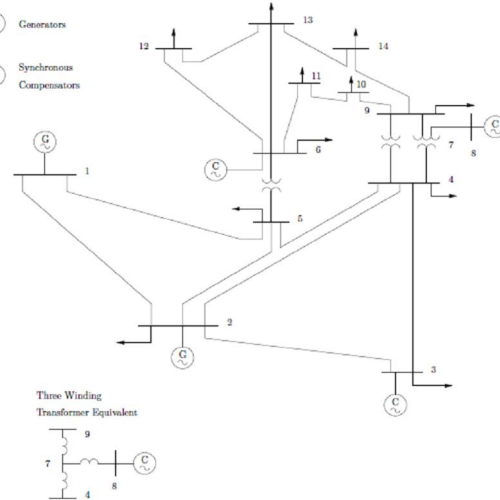 Generators
Synchronous
Compensators
13
12
14
11
10
9
C
7
8
G
1
6
C
4
5
2
G
3
C
Three Winding
Transformer Equivalent
9
7
C
8
4